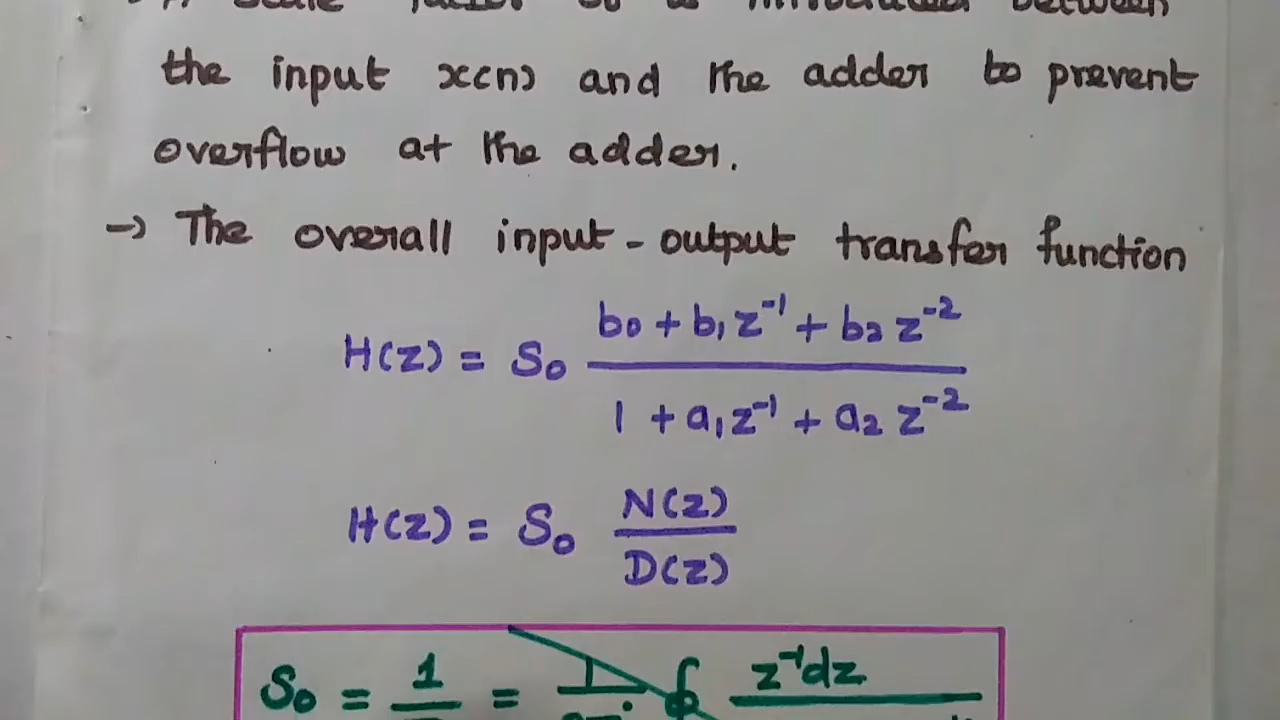 the input x(n) and the adder to prevent
overflow at the adder.
→ The overall input-output transfer function
H(z) = S₀ (b₀ + b₁z⁻¹ + b₂z⁻²) / (1 + a₁z⁻¹ + a₂z⁻²)
H(z) = S₀ N(z) / D(z)
S₀ = 1 = z⁻¹dz